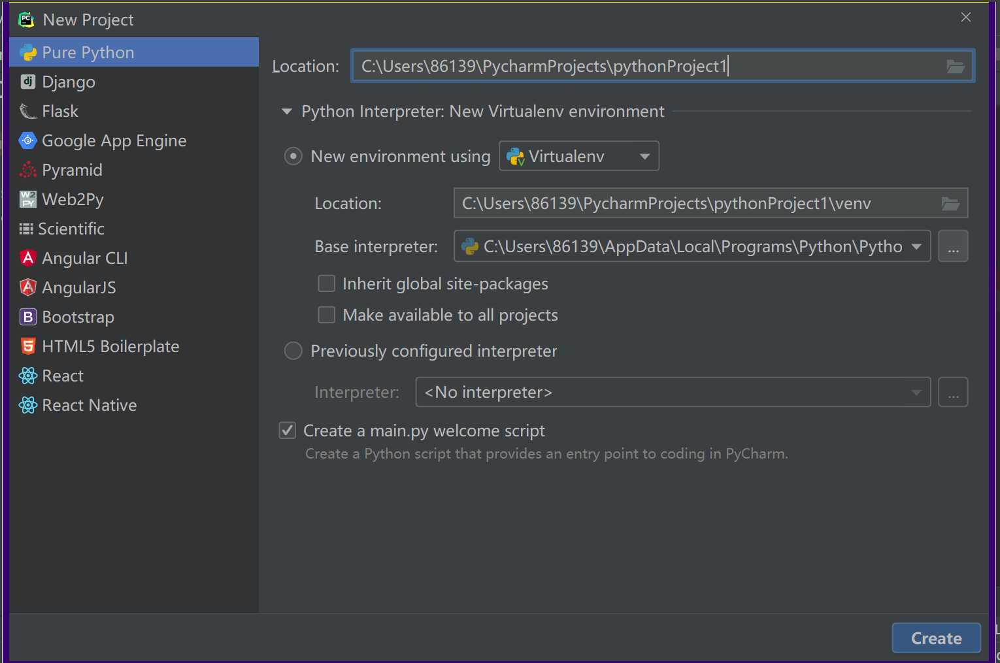 New Project
Pure Python
Django
Flask
Google App Engine
Pyramid
Web2Py
Scientific
Angular CLI
AngularJS
Bootstrap
HTML5 Boilerplate
React
React Native
Location: C:\Users\86139\PycharmProjects\pythonProject1
Python Interpreter: New Virtualenv environment
New environment using Virtualenv
Location: C:\Users\86139\PycharmProjects\pythonProject1\venv
Base interpreter: C:\Users\86139\AppData\Local\Programs\Python\Pytho ...
Inherit global site-packages
Make available to all projects
Previously configured interpreter
Interpreter: <No interpreter> ...
Create a main.py welcome script
Create a Python script that provides an entry point to coding in PyCharm.
Create